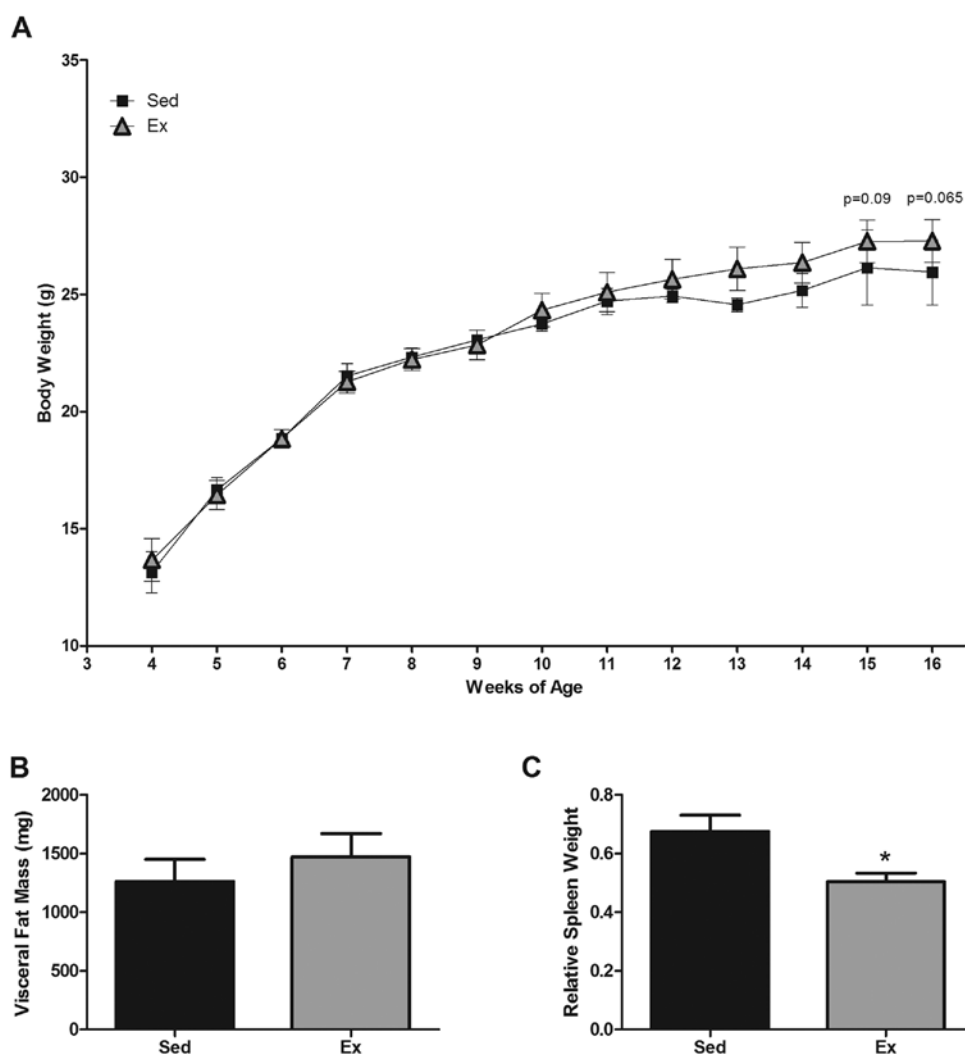 A
35
30
25
20
15
10
Body Weight (g)
Sed
Ex
p=0.09 p=0.065
3 4 5 6 7 8 9 10 11 12 13 14 15 16
Weeks of Age
B
2000
1500
1000
500
0
Visceral Fat Mass (mg)
Sed Ex
C
0.8
0.6
0.4
0.2
0.0
Relative Spleen Weight
*
Sed Ex